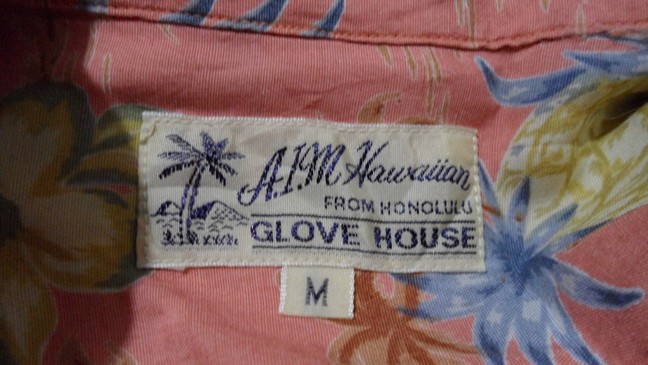 A.I.M Hawaiian
FROM HONOLULU
GLOVE HOUSE
M